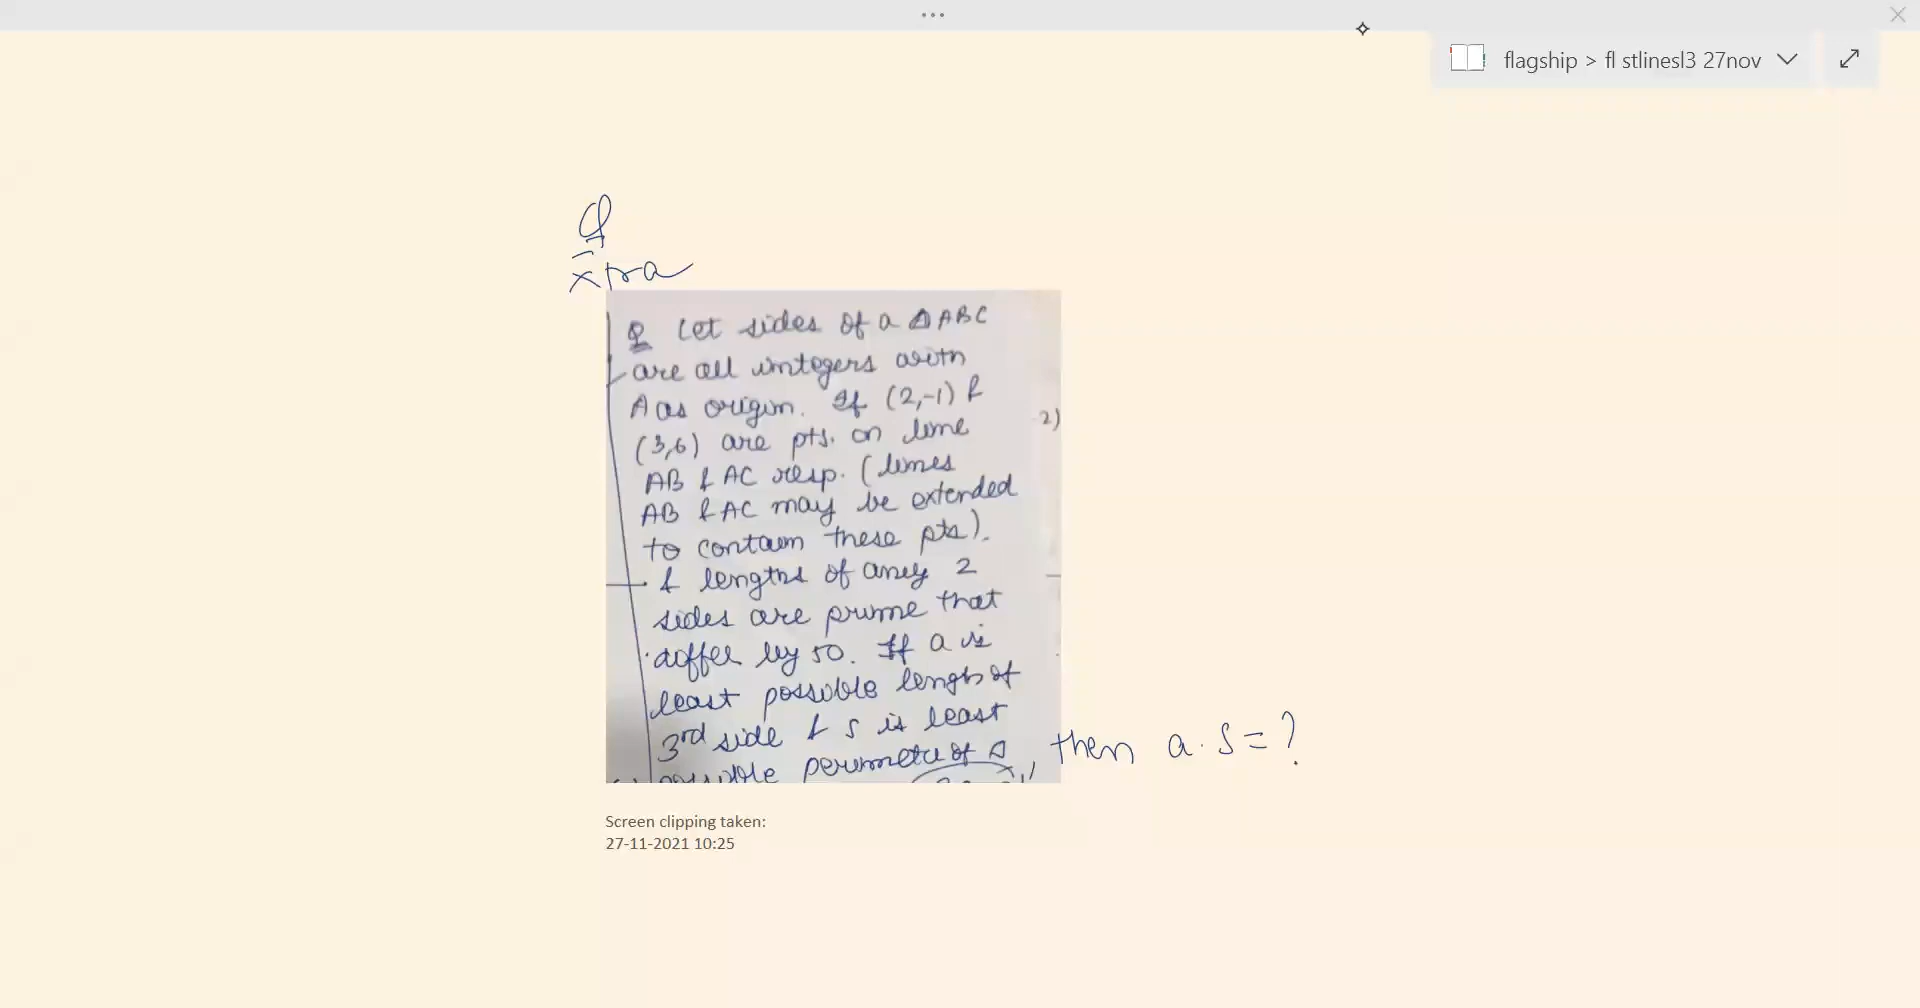 flagship > fl stlinesl3 27nov
Q
xtra
Q Let sides of a △ABC
are all integers with
A as origin. If (2,-1) &
(3,6) are pts. on line
2)
AB & AC resp. (lines
AB & AC may be extended
to contain these pts).
& lengths of any 2
sides are prime that
differ by 50. If a is
least possible length of
3rd side & S is least
possible perimeter of △, then a.S=?
Screen clipping taken:
27-11-2021 10:25